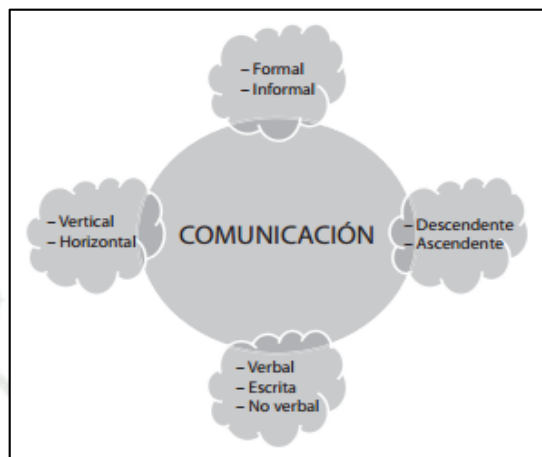 – Formal
– Informal
– Vertical
– Horizontal
COMUNICACIÓN
– Descendente
– Ascendente
– Verbal
– Escrita
– No verbal